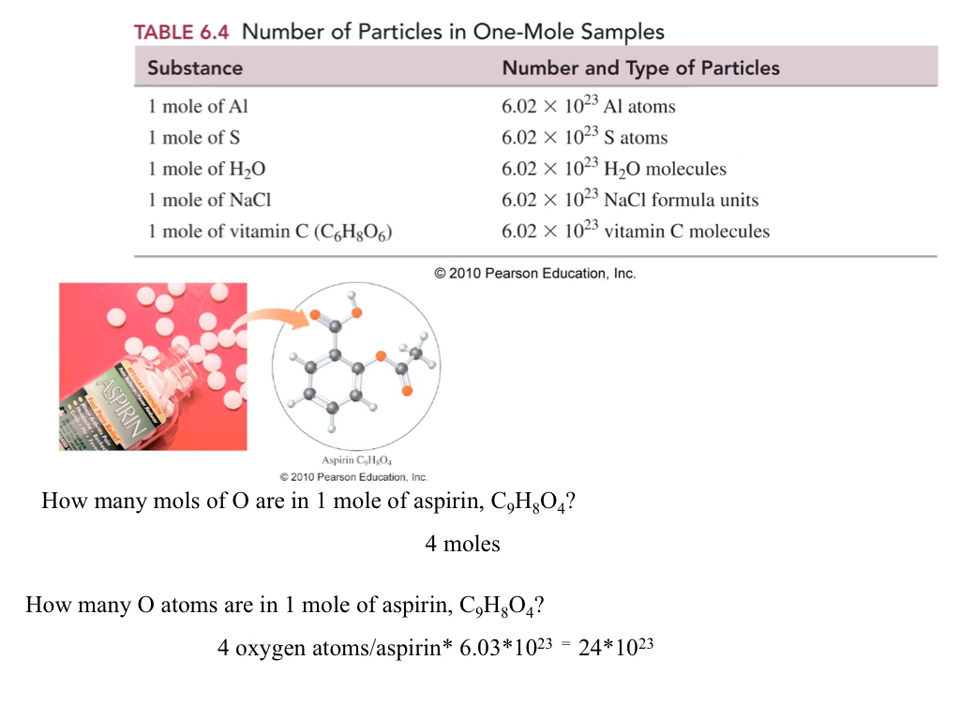 TABLE 6.4 Number of Particles in One-Mole Samples
Substance Number and Type of Particles
1 mole of Al 6.02 × 10²³ Al atoms
1 mole of S 6.02 × 10²³ S atoms
1 mole of H₂O 6.02 × 10²³ H₂O molecules
1 mole of NaCl 6.02 × 10²³ NaCl formula units
1 mole of vitamin C (C₆H₈O₆) 6.02 × 10²³ vitamin C molecules
© 2010 Pearson Education, Inc.
ASPIRIN
Aspirin C₉H₈O₄
© 2010 Pearson Education, Inc.
How many mols of O are in 1 mole of aspirin, C₉H₈O₄?
4 moles
How many O atoms are in 1 mole of aspirin, C₉H₈O₄?
4 oxygen atoms/aspirin* 6.03*10²³ = 24*10²³